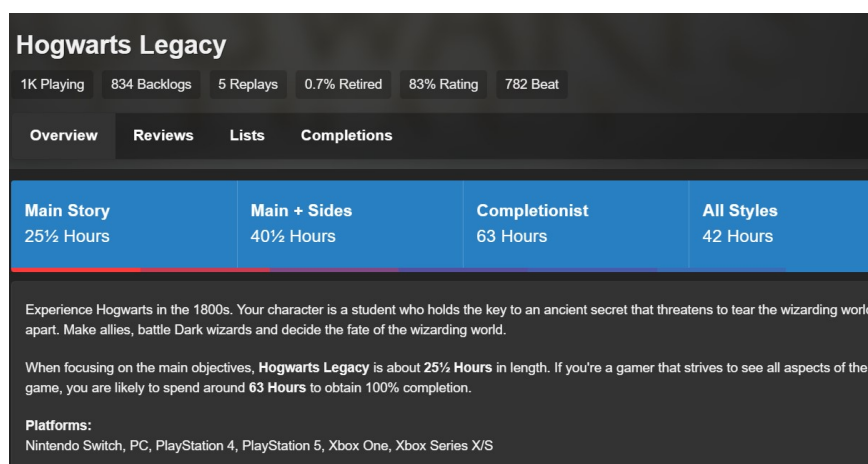 Hogwarts Legacy
1K Playing 834 Backlogs 5 Replays 0.7% Retired 83% Rating 782 Beat
Overview Reviews Lists Completions
Main Story Main + Sides Completionist All Styles
25½ Hours 40½ Hours 63 Hours 42 Hours
Experience Hogwarts in the 1800s. Your character is a student who holds the key to an ancient secret that threatens to tear the wizarding
apart. Make allies, battle Dark wizards and decide the fate of the wizarding world.
When focusing on the main objectives, Hogwarts Legacy is about 25½ Hours in length. If you're a gamer that strives to see all aspects of the
game, you are likely to spend around 63 Hours to obtain 100% completion.
Platforms:
Nintendo Switch, PC, PlayStation 4, PlayStation 5, Xbox One, Xbox Series X/S